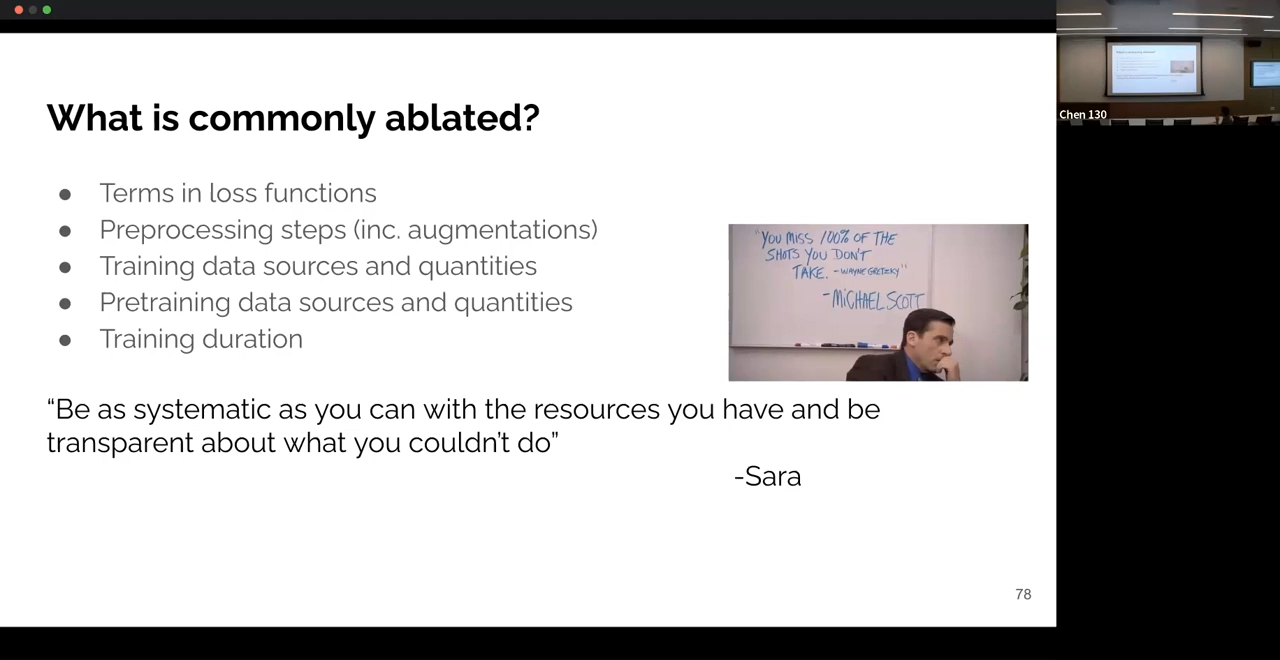 What is commonly ablated?
● Terms in loss functions
● Preprocessing steps (inc. augmentations)
● Training data sources and quantities
● Pretraining data sources and quantities
● Training duration
"YOU MISS 100% OF THE
SHOTS YOU DON'T
TAKE. -WAYNE GRETZKY"
-MICHAEL SCOTT
“Be as systematic as you can with the resources you have and be
transparent about what you couldn’t do”
-Sara
78
Chen 130